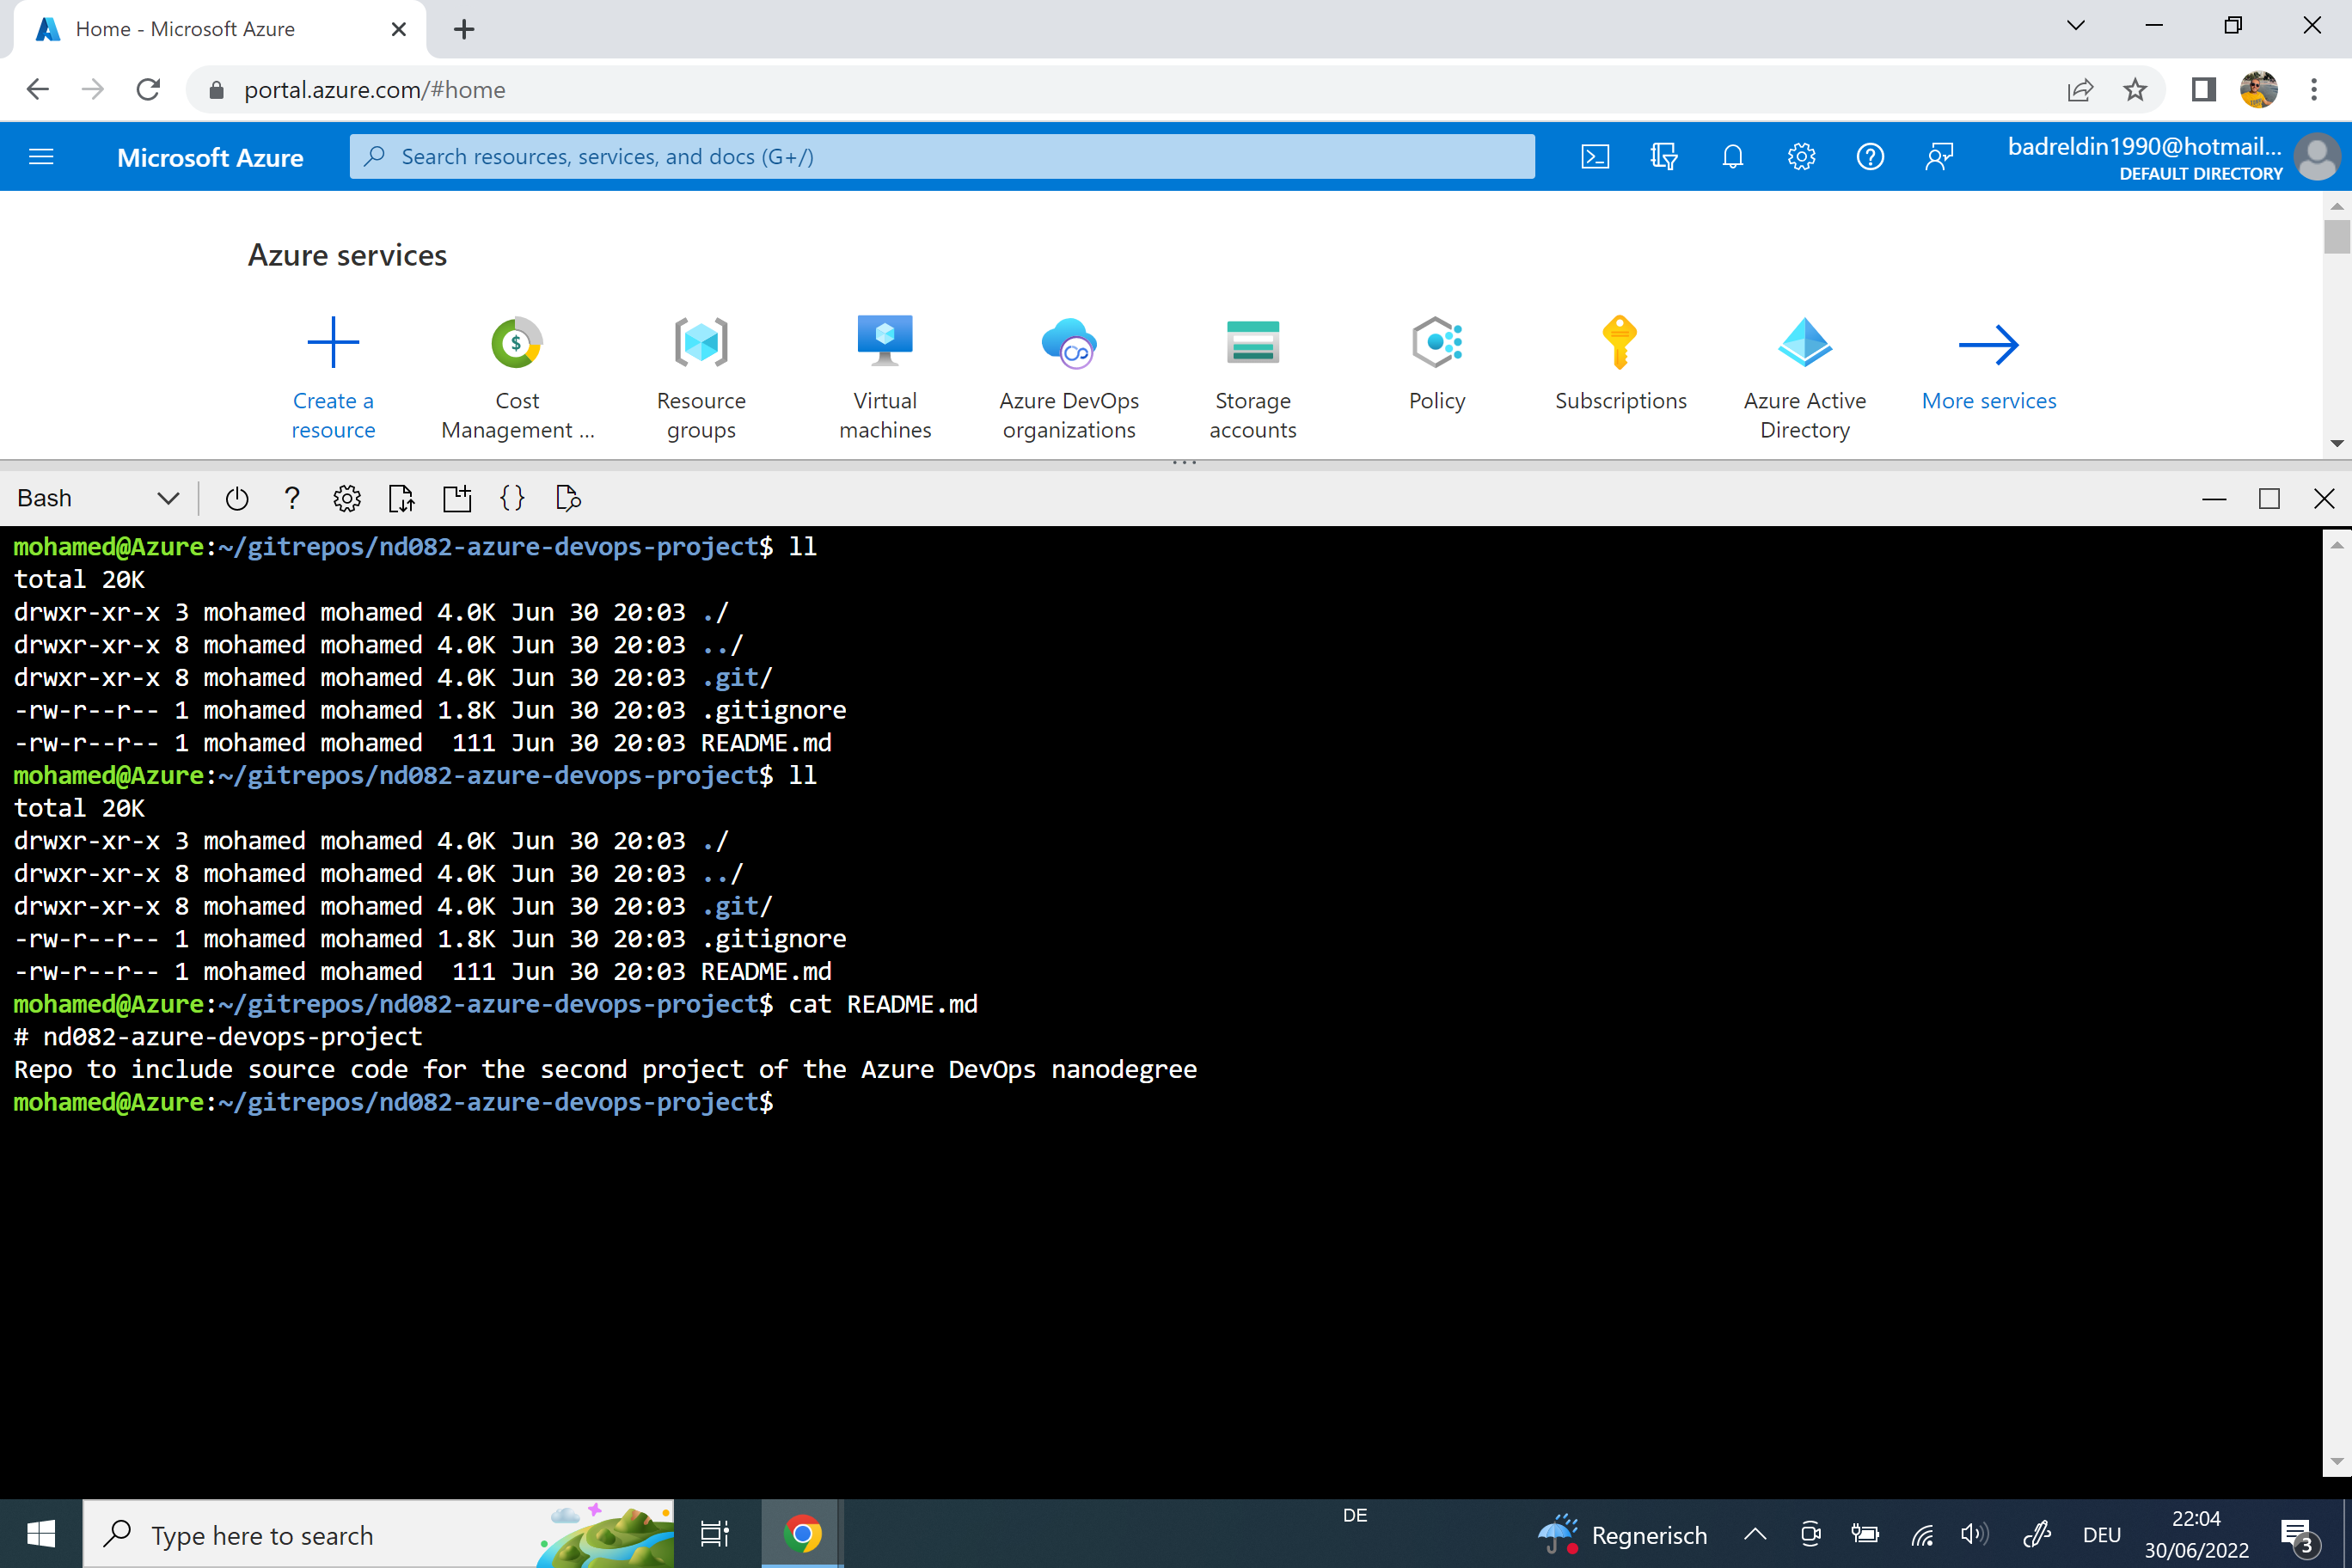 Home - Microsoft Azure
portal.azure.com/#home
Microsoft Azure
Search resources, services, and docs (G+/)
badreldin1990@hotmail...
DEFAULT DIRECTORY
Azure services
Create a resource
Cost Management ...
Resource groups
Virtual machines
Azure DevOps organizations
Storage accounts
Policy
Subscriptions
Azure Active Directory
More services
Bash
mohamed@Azure:~/gitrepos/nd082-azure-devops-project$ ll
total 20K
drwxr-xr-x 3 mohamed mohamed 4.0K Jun 30 20:03 ./
drwxr-xr-x 8 mohamed mohamed 4.0K Jun 30 20:03 ../
drwxr-xr-x 8 mohamed mohamed 4.0K Jun 30 20:03 .git/
-rw-r--r-- 1 mohamed mohamed 1.8K Jun 30 20:03 .gitignore
-rw-r--r-- 1 mohamed mohamed  111 Jun 30 20:03 README.md
mohamed@Azure:~/gitrepos/nd082-azure-devops-project$ ll
total 20K
drwxr-xr-x 3 mohamed mohamed 4.0K Jun 30 20:03 ./
drwxr-xr-x 8 mohamed mohamed 4.0K Jun 30 20:03 ../
drwxr-xr-x 8 mohamed mohamed 4.0K Jun 30 20:03 .git/
-rw-r--r-- 1 mohamed mohamed 1.8K Jun 30 20:03 .gitignore
-rw-r--r-- 1 mohamed mohamed  111 Jun 30 20:03 README.md
mohamed@Azure:~/gitrepos/nd082-azure-devops-project$ cat README.md
# nd082-azure-devops-project
Repo to include source code for the second project of the Azure DevOps nanodegree
mohamed@Azure:~/gitrepos/nd082-azure-devops-project$
Type here to search
DE
Regnerisch
DEU
22:04
30/06/2022
3